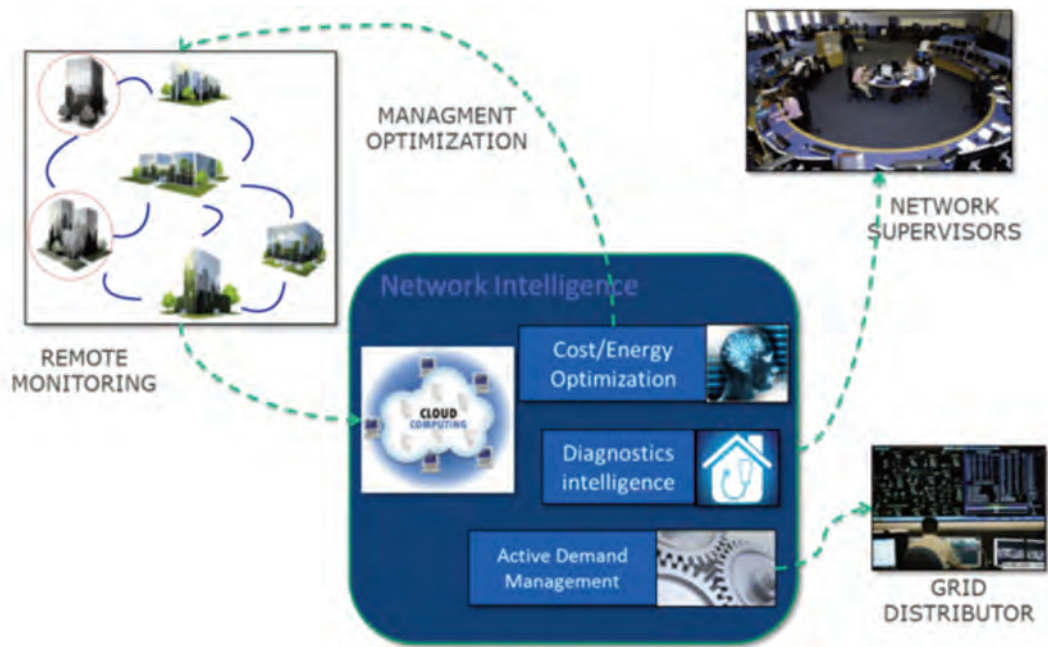 MANAGMENT
OPTIMIZATION
NETWORK
SUPERVISORS
REMOTE
MONITORING
Network Intelligence
CLOUD
COMPUTING
Cost/Energy
Optimization
Diagnostics
intelligence
Active Demand
Management
GRID
DISTRIBUTOR